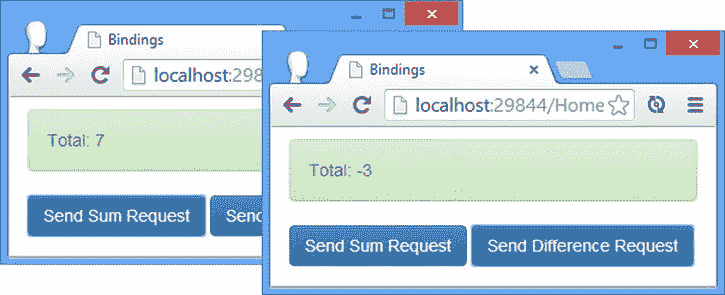 Bindings
localhost:298
Total: 7
Send Sum Request
Send
Bindings
localhost:29844/Home
Total: -3
Send Sum Request
Send Difference Request